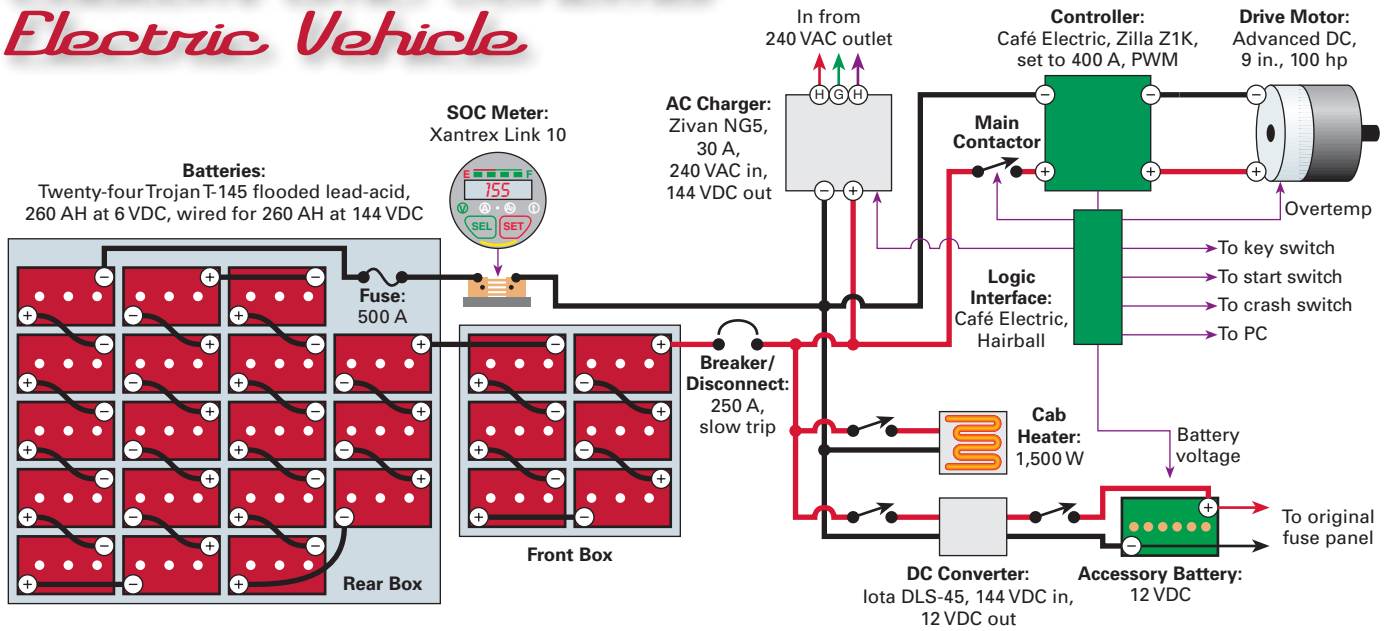 Electric Vehicle
In from
240 VAC outlet
Controller:
Café Electric, Zilla Z1K,
set to 400 A, PWM
Drive Motor:
Advanced DC,
9 in., 100 hp
H G H
AC Charger:
Zivan NG5,
30 A,
240 VAC in,
144 VDC out
SOC Meter:
Xantrex Link 10
E F
155
V A Ah t
SEL SET
Main
Contactor
Overtemp
Batteries:
Twenty-four Trojan T-145 flooded lead-acid,
260 AH at 6 VDC, wired for 260 AH at 144 VDC
Fuse:
500 A
To key switch
To start switch
To crash switch
To PC
Logic
Interface:
Café Electric,
Hairball
Breaker/
Disconnect:
250 A,
slow trip
Cab
Heater:
1,500 W
Battery
voltage
To original
fuse panel
Front Box
Rear Box
DC Converter:
Iota DLS-45, 144 VDC in,
12 VDC out
Accessory Battery:
12 VDC